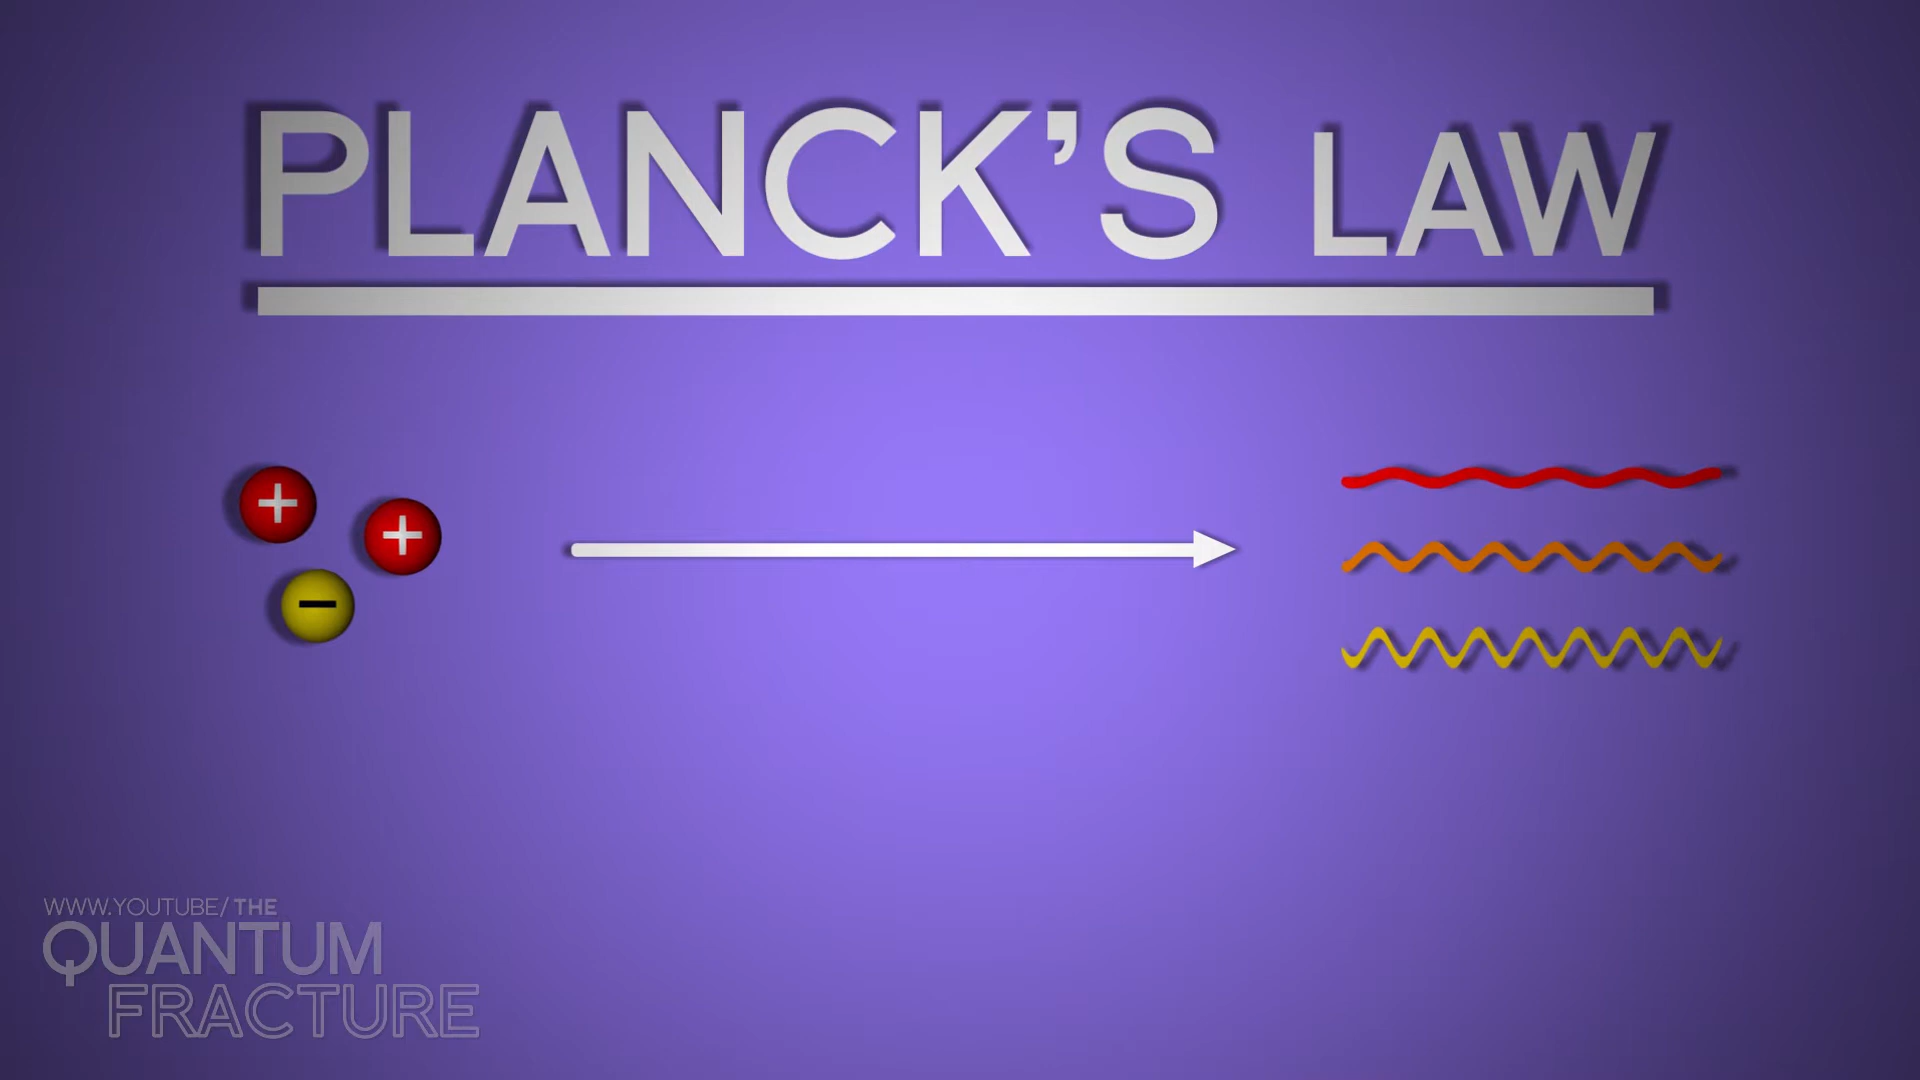 PLANCK’S LAW
+
+
−
WWW.YOUTUBE/THE
QUANTUM
FRACTURE